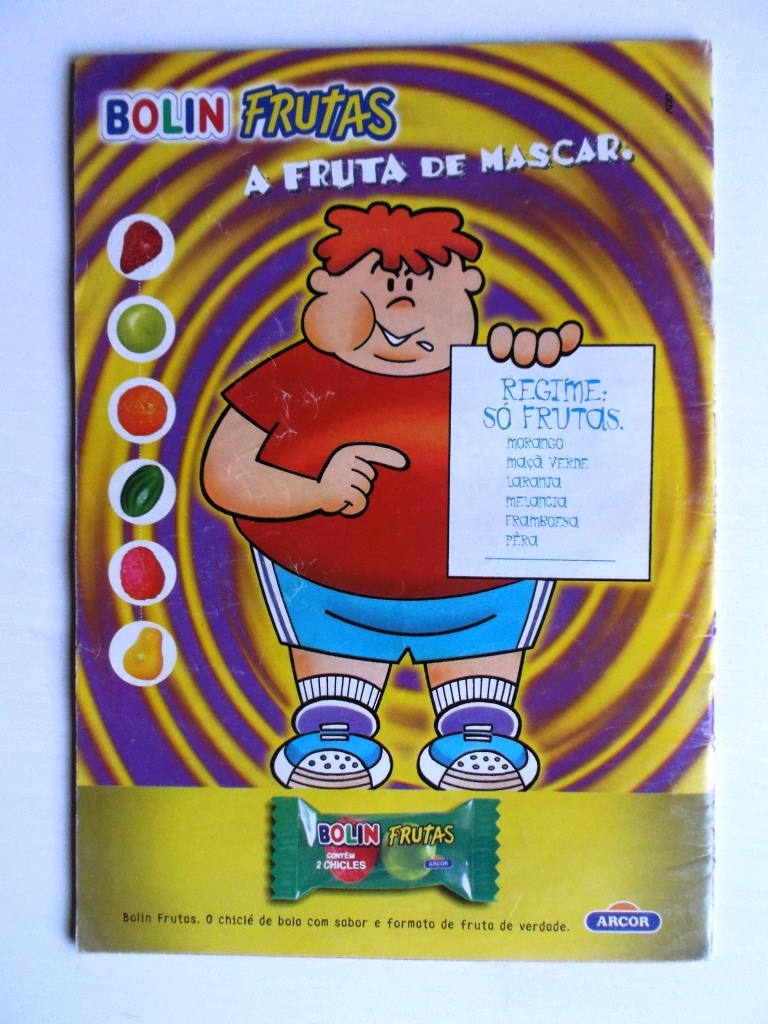 BOLIN FRUTAS
A FRUTA DE MASCAR.
REGIME:
SÓ FRUTAS.
MORANGO
MAÇÃ VERDE
LARANJA
MELANCIA
FRAMBOESA
PÊRA
BOLIN FRUTAS
CONTÉM
2 CHICLES
ARCOR
Bolin Frutas. O chiclé de bola com sabor e formato de fruta de verdade.
ARCOR